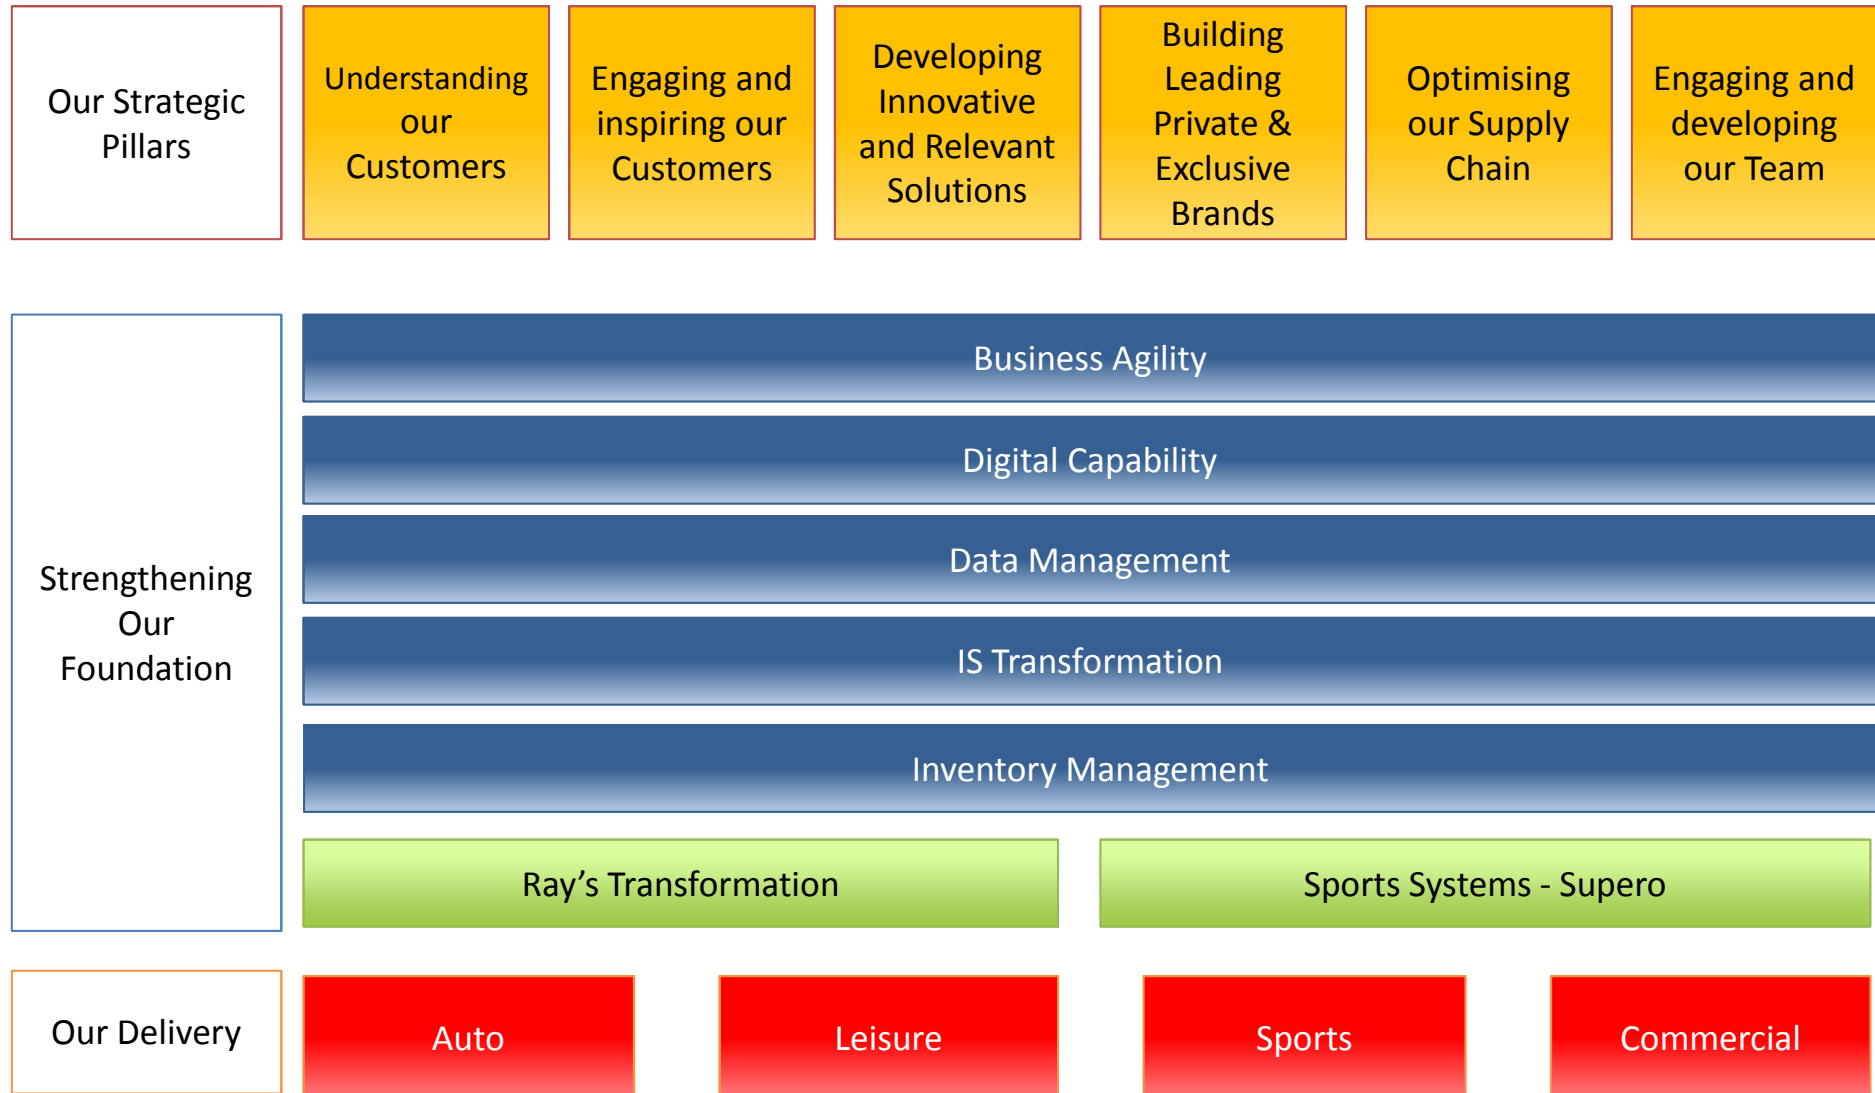 Our Strategic
Pillars
Understanding
our
Customers
Engaging and
inspiring our
Customers
Developing
Innovative
and Relevant
Solutions
Building
Leading
Private &
Exclusive
Brands
Optimising
our Supply
Chain
Engaging and
developing
our Team
Strengthening
Our
Foundation
Business Agility
Digital Capability
Data Management
IS Transformation
Inventory Management
Ray’s Transformation
Sports Systems - Supero
Our Delivery
Auto
Leisure
Sports
Commercial